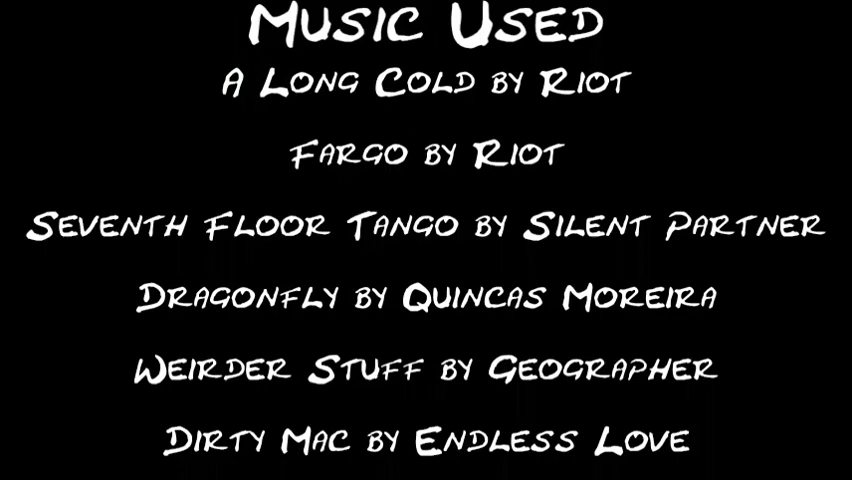 Music Used
A Long Cold by Riot
Fargo by Riot
Seventh Floor Tango by Silent Partner
Dragonfly by Quincas Moreira
Weirder Stuff by Geographer
Dirty Mac by Endless Love